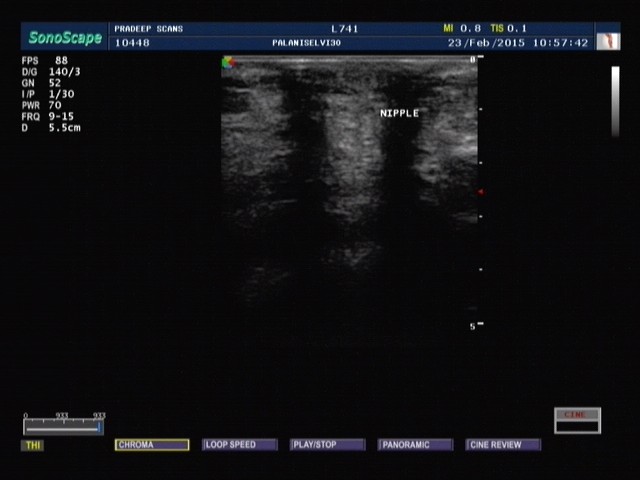 SonoScape
PRADEEP SCANS L741 MI 0.8 TIS 0.1
10448 PALANISELVI30 23/Feb/2015 10:57:42
FPS 88
D/G 140/3
GN 52
I/P 1/30
PWR 70
FRQ 9-15
D 5.5cm
0
NIPPLE
5
0 933 933
CINE
THI CHROMA LOOP SPEED PLAY/STOP PANORAMIC CINE REVIEW